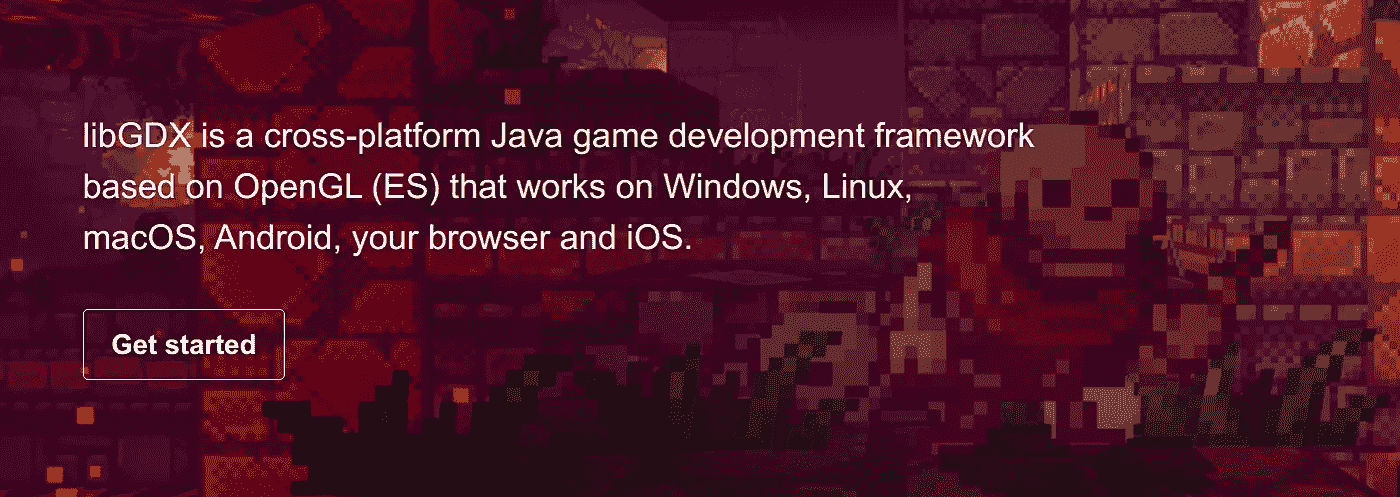 libGDX is a cross-platform Java game development framework
based on OpenGL (ES) that works on Windows, Linux,
macOS, Android, your browser and iOS.
Get started